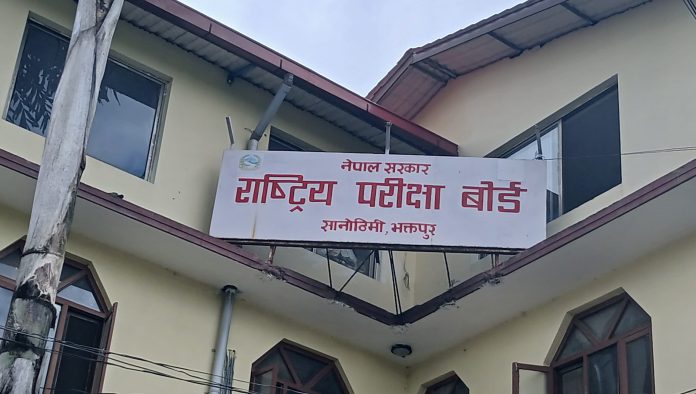 नेपाल सरकार
राष्ट्रिय परीक्षा बोर्ड
सानोठिमी, भक्तपुर